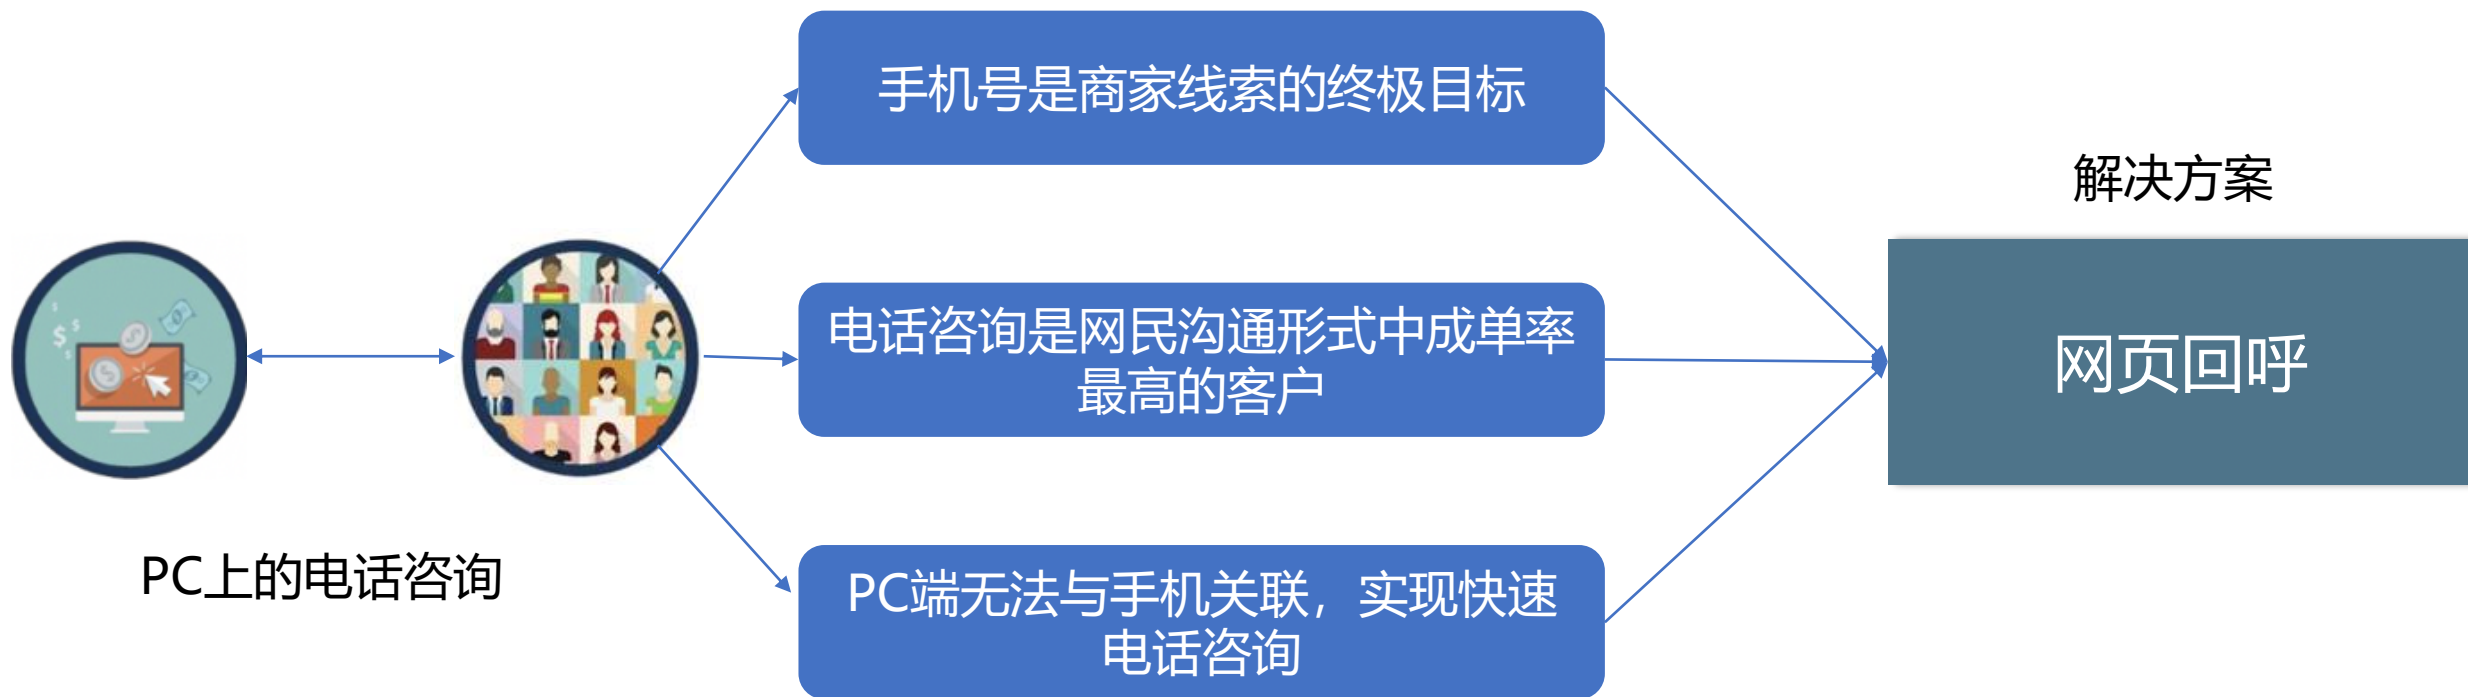 手机号是商家线索的终极目标
解决方案
电话咨询是网民沟通形式中成单率
最高的客户
网页回呼
PC上的电话咨询
PC端无法与手机关联，实现快速
电话咨询